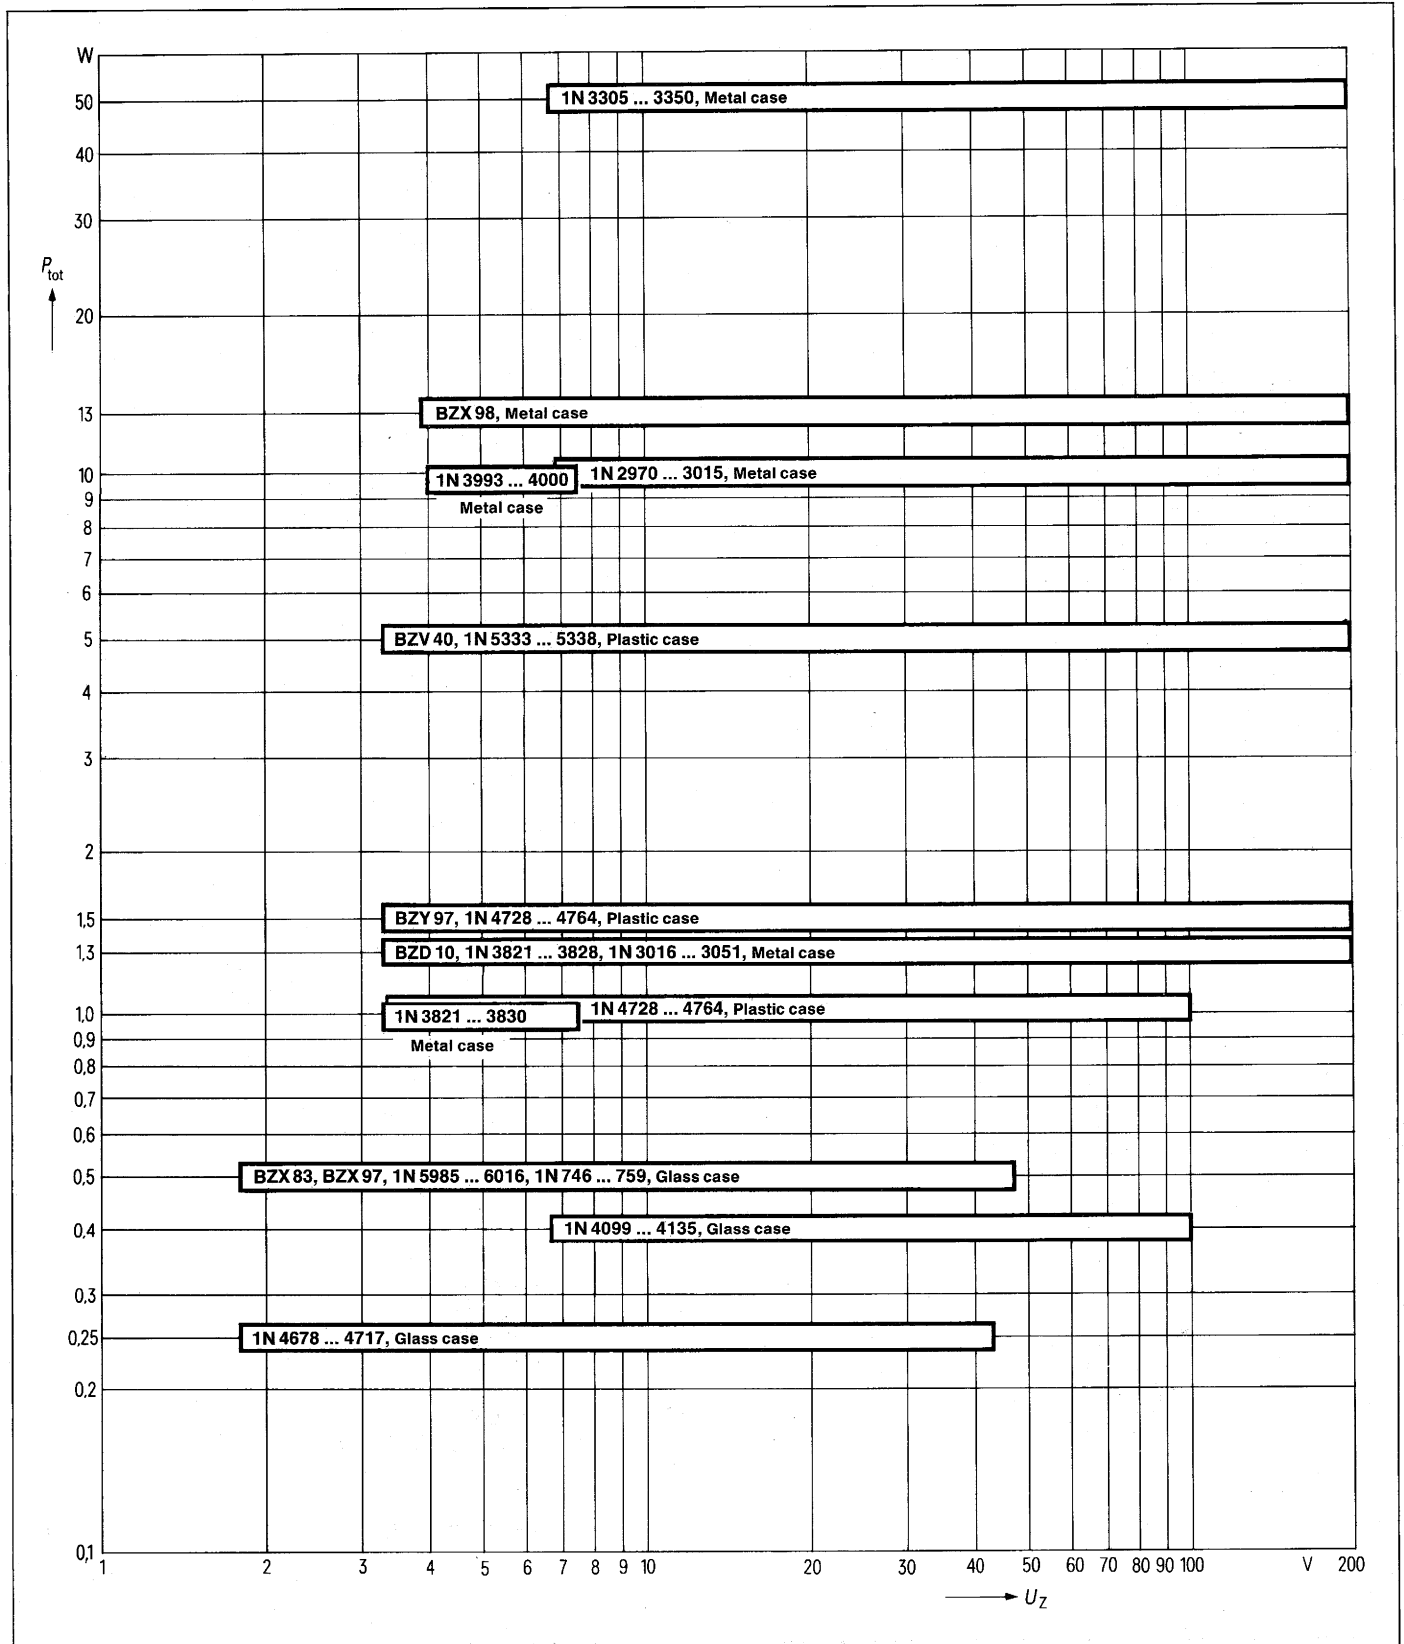 W
50
1N 3305 ... 3350, Metal case
40
30
Ptot
20
13
BZX 98, Metal case
10
1N 3993 ... 4000
1N 2970 ... 3015, Metal case
9
Metal case
8
7
6
5
BZV 40, 1N 5333 ... 5338, Plastic case
4
3
2
1,5
BZY 97, 1N 4728 ... 4764, Plastic case
1,3
BZD 10, 1N 3821 ... 3828, 1N 3016 ... 3051, Metal case
1,0
1N 3821 ... 3830
1N 4728 ... 4764, Plastic case
0,9
Metal case
0,8
0,7
0,6
0,5
BZX 83, BZX 97, 1N 5985 ... 6016, 1N 746 ... 759, Glass case
0,4
1N 4099 ... 4135, Glass case
0,3
0,25
1N 4678 ... 4717, Glass case
0,2
0,1
1 2 3 4 5 6 7 8 9 10 20 30 40 50 60 70 80 90 100 V 200
UZ